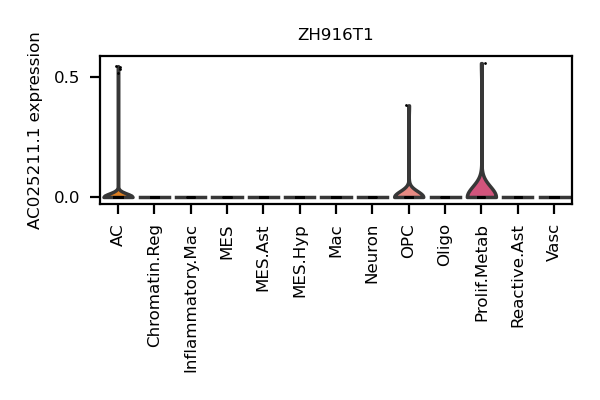 ZH916T1
AC025211.1 expression
0.5
0.0
AC
Chromatin.Reg
Inflammatory.Mac
MES
MES.Ast
MES.Hyp
Mac
Neuron
OPC
Oligo
Prolif.Metab
Reactive.Ast
Vasc